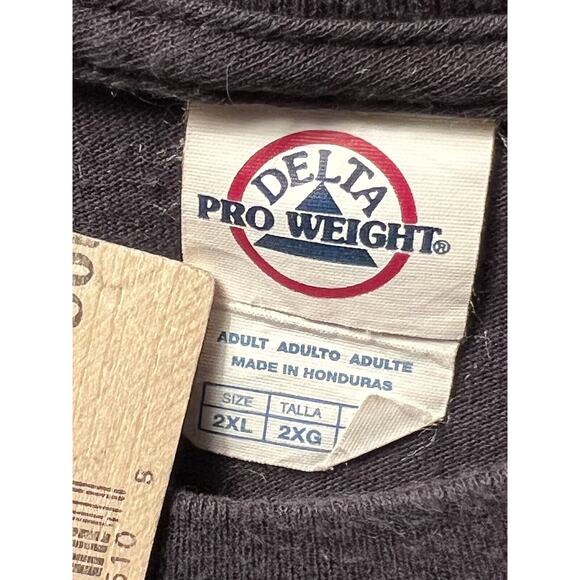 DELTA
PRO WEIGHT®
ADULT ADULTO ADULTE
MADE IN HONDURAS
SIZE TALLA
2XL 2XG